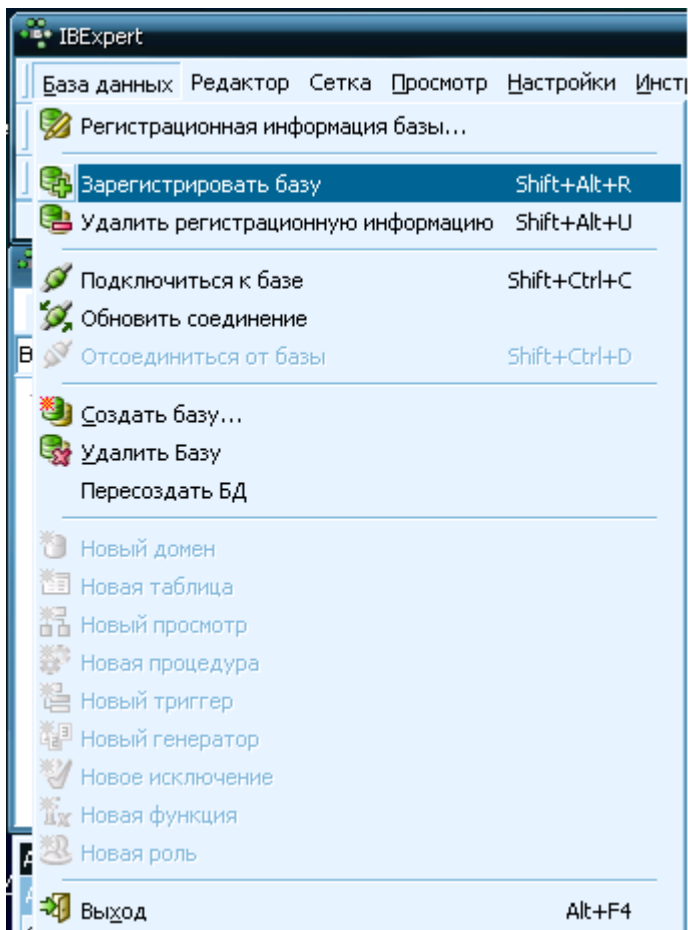 IBExpert
База данных Редактор Сетка Просмотр Настройки
Регистрационная информация базы...
Зарегистрировать базу Shift+Alt+R
Удалить регистрационную информацию Shift+Alt+U
Подключиться к базе Shift+Ctrl+C
Обновить соединение
Отсоединиться от базы Shift+Ctrl+D
Создать базу...
Удалить Базу
Пересоздать БД
Новый домен
Новая таблица
Новый просмотр
Новая процедура
Новый триггер
Новый генератор
Новое исключение
Новая функция
Новая роль
Выход Alt+F4